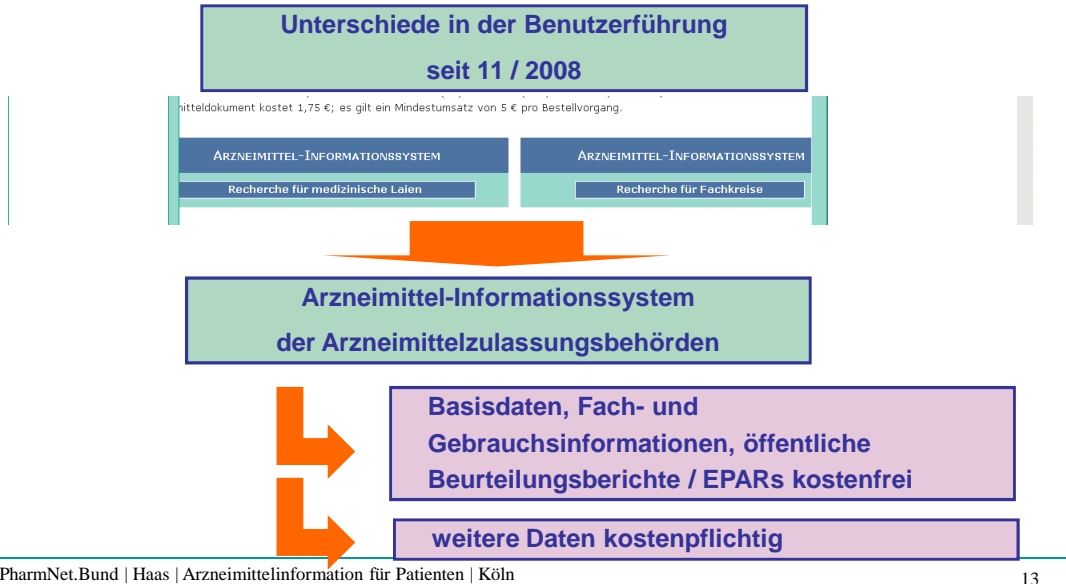 Unterschiede in der Benutzerführung
seit 11 / 2008
mitteldokument kostet 1,75 €; es gilt ein Mindestumsatz von 5 € pro Bestellvorgang.
ARZNEIMITTEL-INFORMATIONSSYSTEM
ARZNEIMITTEL-INFORMATIONSSYSTEM
Recherche für medizinische Laien
Recherche für Fachkreise
Arzneimittel-Informationssystem
der Arzneimittelzulassungsbehörden
Basisdaten, Fach- und
Gebrauchsinformationen, öffentliche
Beurteilungsberichte / EPARs kostenfrei
weitere Daten kostenpflichtig
PharmNet.Bund | Haas | Arzneimittelinformation für Patienten | Köln
13